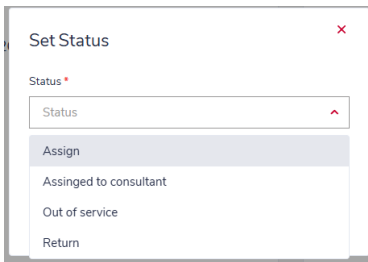 Set Status
Status *
Status
Assign
Assinged to consultant
Out of service
Return